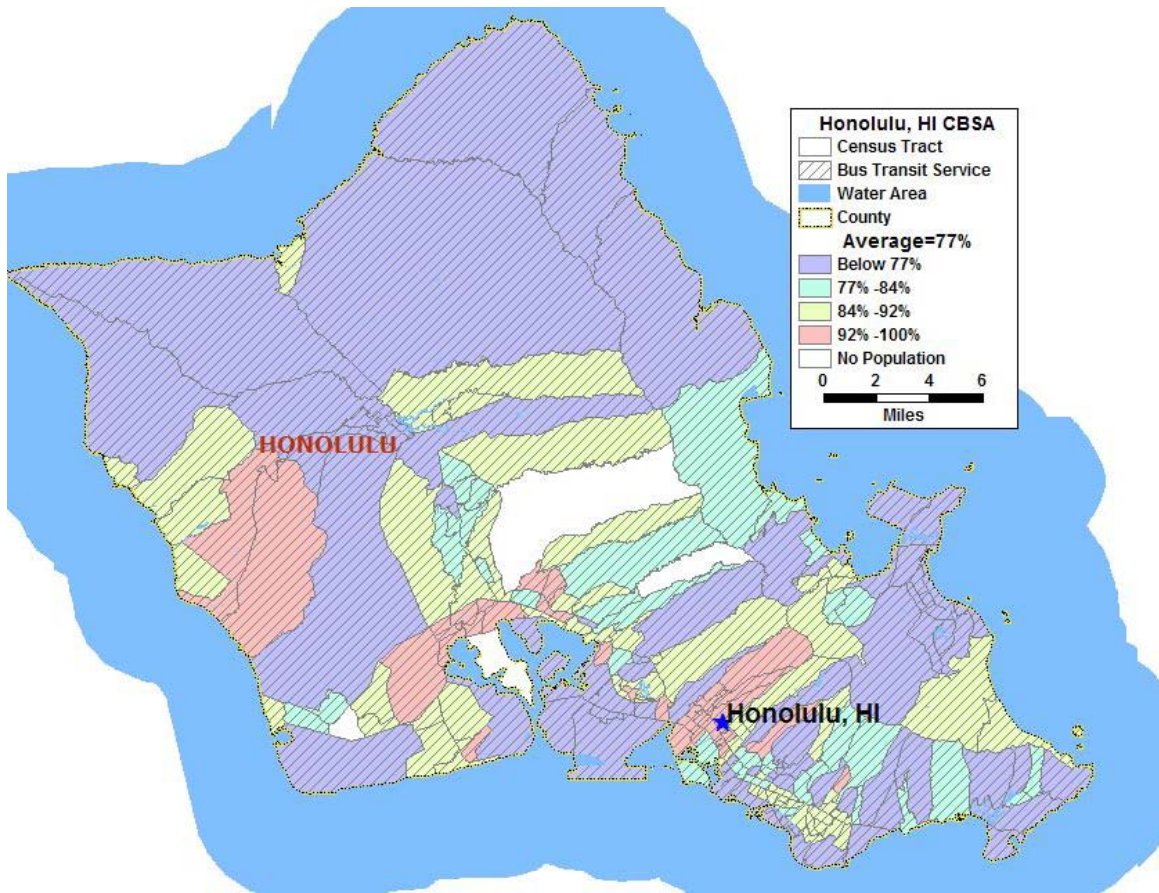 Honolulu, HI CBSA
Census Tract
Bus Transit Service
Water Area
County
Average=77%
Below 77%
77% -84%
84% -92%
92% -100%
No Population
0 2 4 6
Miles
HONOLULU
Honolulu, HI